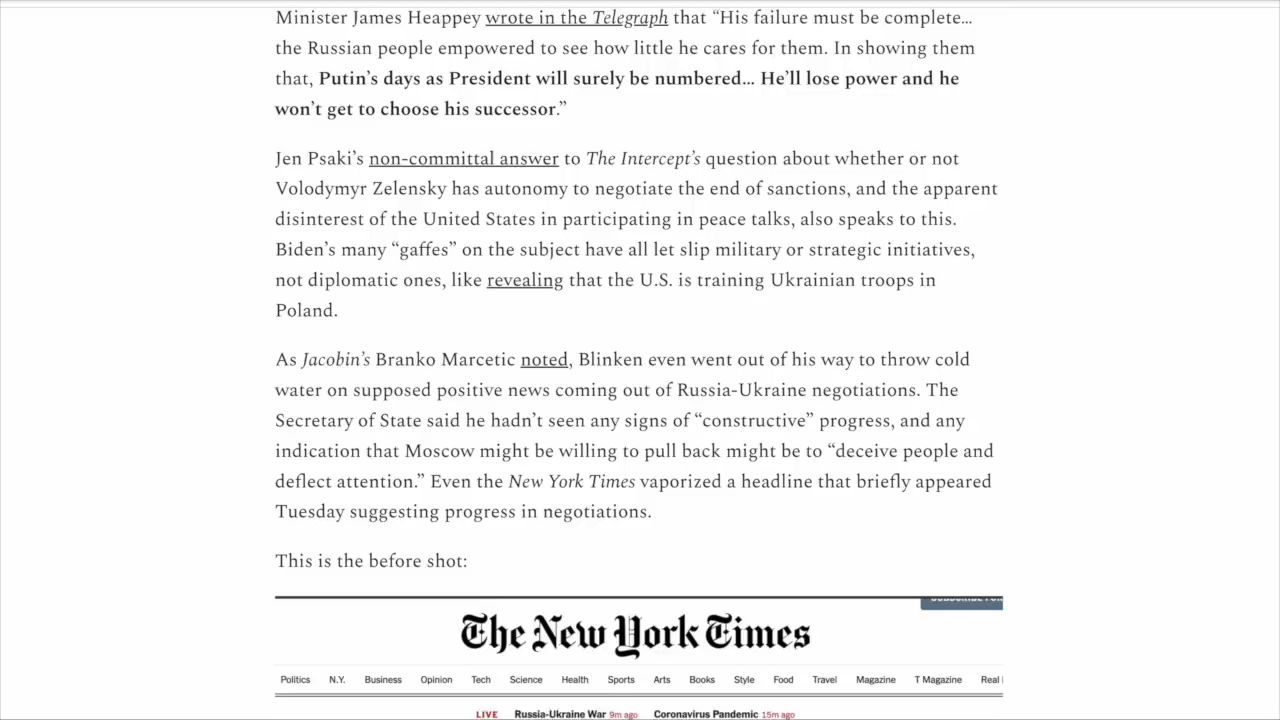 Minister James Heappey wrote in the Telegraph that “His failure must be complete…
the Russian people empowered to see how little he cares for them. In showing them
that, Putin’s days as President will surely be numbered… He’ll lose power and he
won’t get to choose his successor.”
Jen Psaki’s non-committal answer to The Intercept’s question about whether or not
Volodymyr Zelensky has autonomy to negotiate the end of sanctions, and the apparent
disinterest of the United States in participating in peace talks, also speaks to this.
Biden’s many “gaffes” on the subject have all let slip military or strategic initiatives,
not diplomatic ones, like revealing that the U.S. is training Ukrainian troops in
Poland.
As Jacobin’s Branko Marcetic noted, Blinken even went out of his way to throw cold
water on supposed positive news coming out of Russia-Ukraine negotiations. The
Secretary of State said he hadn’t seen any signs of “constructive” progress, and any
indication that Moscow might be willing to pull back might be to “deceive people and
deflect attention.” Even the New York Times vaporized a headline that briefly appeared
Tuesday suggesting progress in negotiations.
This is the before shot:
The New York Times
Politics N.Y. Business Opinion Tech Science Health Sports Arts Books Style Food Travel Magazine T Magazine Real
LIVE Russia-Ukraine War 9m ago Coronavirus Pandemic 15m ago